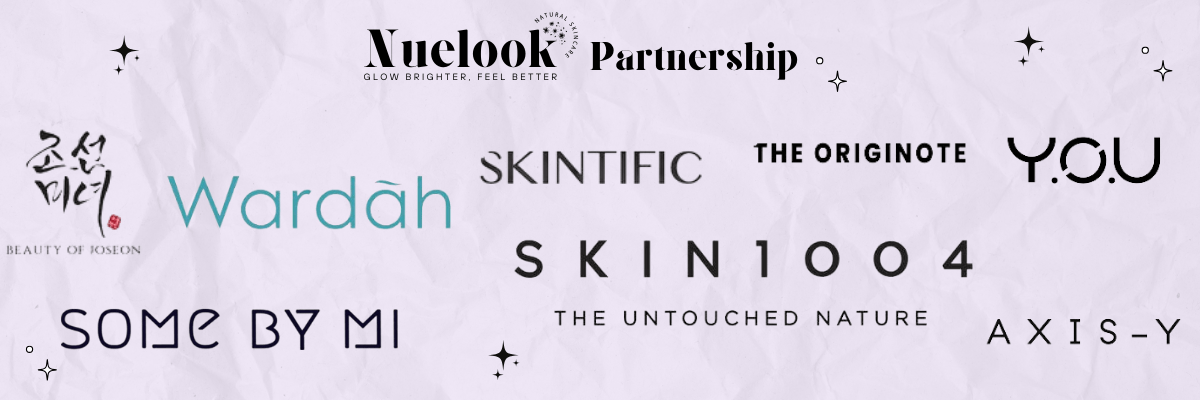 NATURAL SKINCARE
Nuelook Partnership
GLOW BRIGHTER, FEEL BETTER
조선
미녀
BEAUTY OF JOSEON
Wardah
SKINTIFIC
THE ORIGINOTE
Y.O.U
SKIN1004
THE UNTOUCHED NATURE
SOME BY MI
AXIS-Y